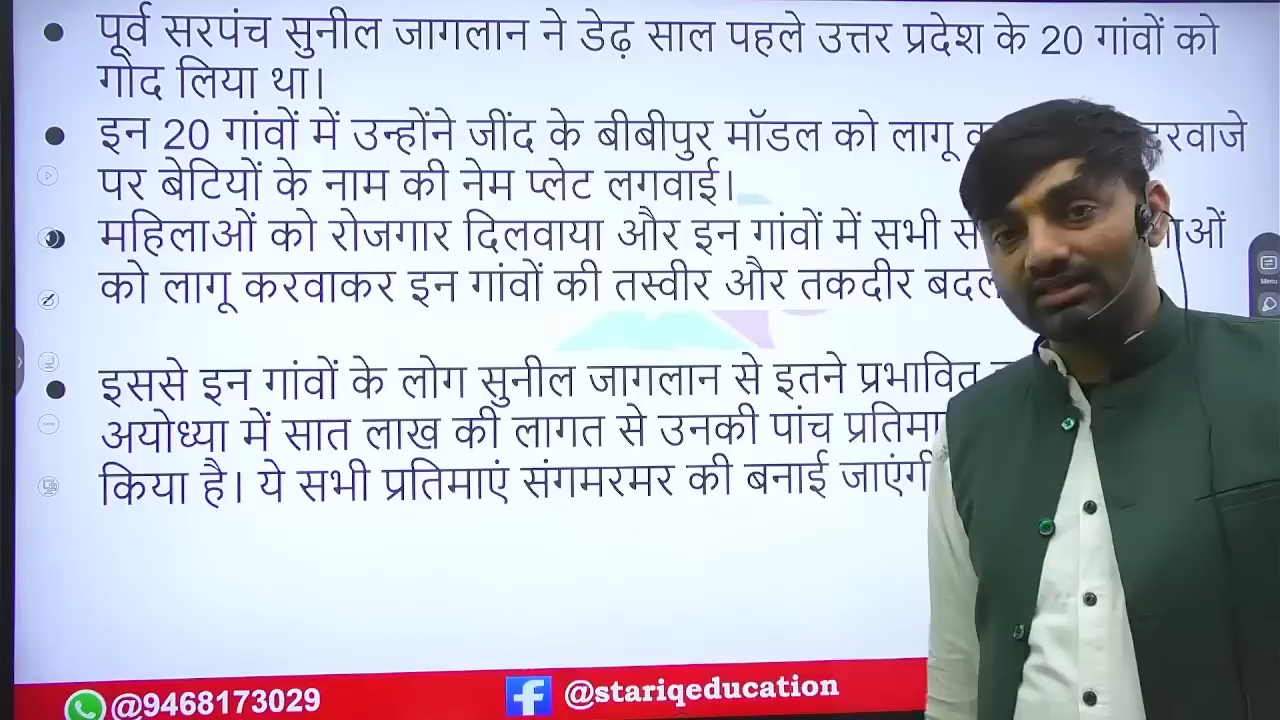 पूर्व सरपंच सुनील जागलान ने डेढ़ साल पहले उत्तर प्रदेश के 20 गांवों को
गोद लिया था।
इन 20 गांवों में उन्होंने जींद के बीबीपुर मॉडल को लागू दरवाजे
पर बेटियों के नाम की नेम प्लेट लगवाई।
महिलाओं को रोजगार दिलवाया और इन गांवों में सभी
को लागू करवाकर इन गांवों की तस्वीर और तकदीर
Menu
इससे इन गांवों के लोग सुनील जागलान से इतने प्रभावित
अयोध्या में सात लाख की लागत से उनकी पांच
किया है। ये सभी प्रतिमाएं संगमरमर की बनाई जाएंगी
@9468173029 @stariqeducation